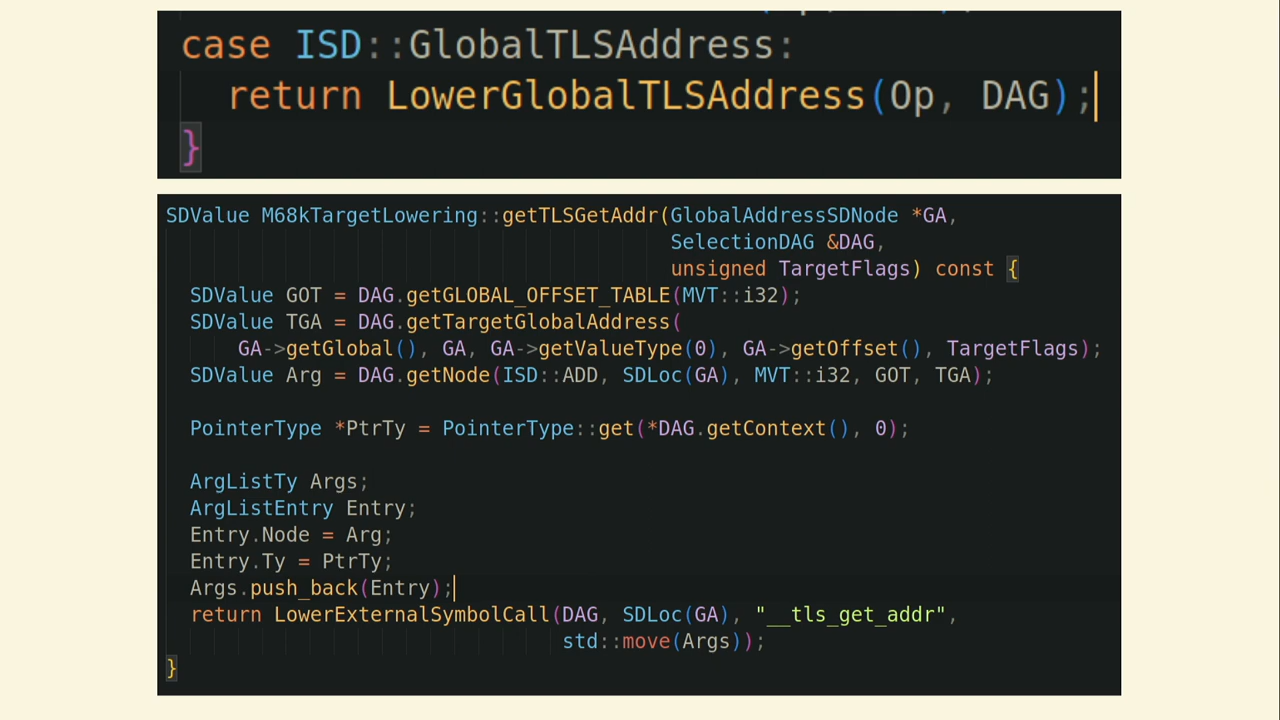 case ISD::GlobalTLSAddress:
return LowerGlobalTLSAddress(Op, DAG);
}
SDValue M68kTargetLowering::getTLSGetAddr(GlobalAddressSDNode *GA,
SelectionDAG &DAG,
unsigned TargetFlags) const {
SDValue GOT = DAG.getGLOBAL_OFFSET_TABLE(MVT::i32);
SDValue TGA = DAG.getTargetGlobalAddress(
GA->getGlobal(), GA, GA->getValueType(0), GA->getOffset(), TargetFlags);
SDValue Arg = DAG.getNode(ISD::ADD, SDLoc(GA), MVT::i32, GOT, TGA);
PointerType *PtrTy = PointerType::get(*DAG.getContext(), 0);
ArgListTy Args;
ArgListEntry Entry;
Entry.Node = Arg;
Entry.Ty = PtrTy;
Args.push_back(Entry);
return LowerExternalSymbolCall(DAG, SDLoc(GA), "__tls_get_addr",
std::move(Args));
}